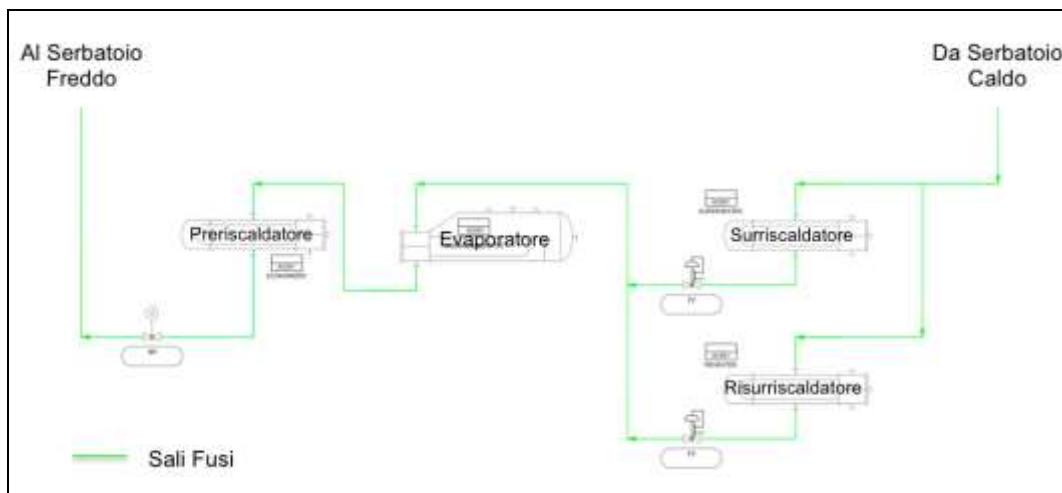 Al Serbatoio
Freddo
Da Serbatoio
Caldo
Preriscaldatore
Evaporatore
Surriscaldatore
Risurriscaldatore
Sali Fusi